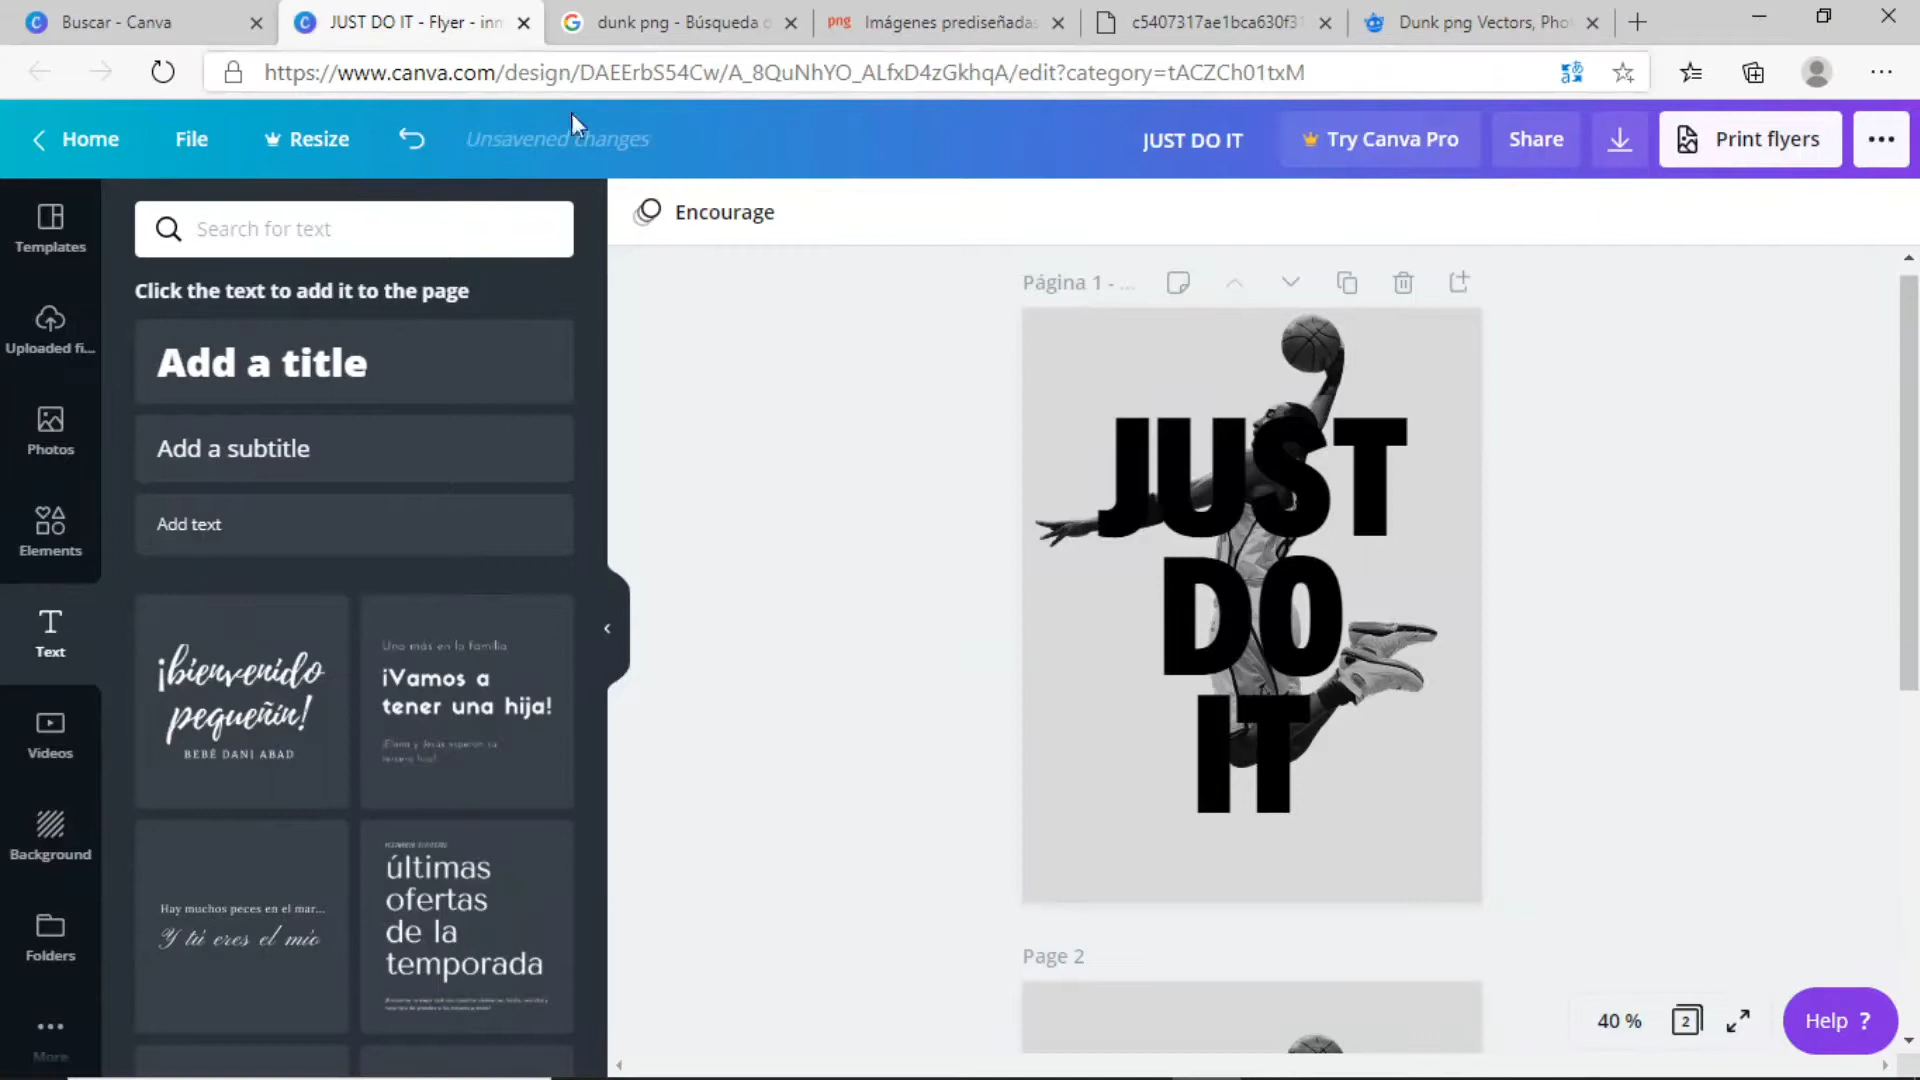 Buscar - Canva
JUST DO IT - Flyer - inn
dunk png - Búsqueda
Imágenes prediseñadas
c5407317ae1bca630f31
Dunk png Vectors, Pho
https://www.canva.com/design/DAEErbS54Cw/A_8QuNhYO_ALfxD4zGkhqA/edit?category=tACZCh01txM
Home
File
Resize
Unsavened changes
JUST DO IT
Try Canva Pro
Share
Print flyers
Templates
Uploaded fi...
Photos
Elements
Text
Videos
Background
Folders
More
Search for text
Click the text to add it to the page
Add a title
Add a subtitle
Add text
¡bienvenido
pequeñín!
BEBÉ DANI ABAD
Uno más en la familia
¡Vamos a
tener una hija!
Hay muchos peces en el mar...
Y tú eres el mío
últimas
ofertas
de la
temporada
Encourage
Página 1 - ...
JUST
DO
IT
Page 2
40 %
2
Help ?